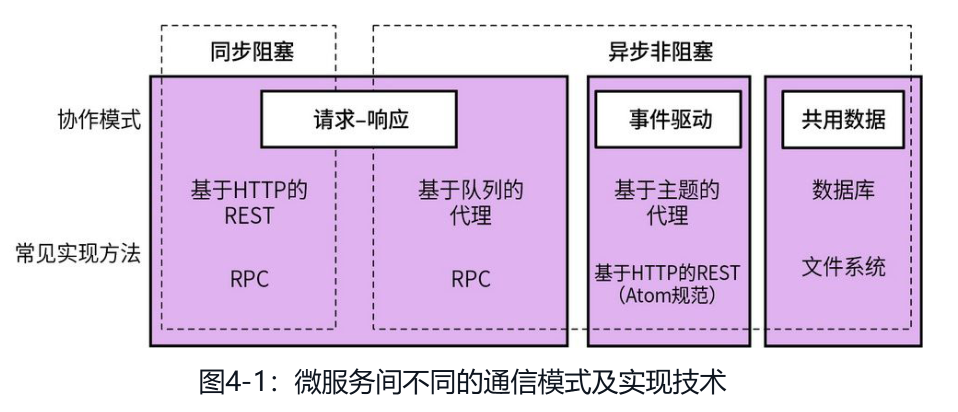 同步阻塞
异步非阻塞
协作模式
请求–响应
事件驱动
共用数据
基于HTTP的
REST
基于队列的
代理
基于主题的
代理
数据库
常见实现方法
RPC
RPC
基于HTTP的REST
（Atom规范）
文件系统
图4-1：微服务间不同的通信模式及实现技术